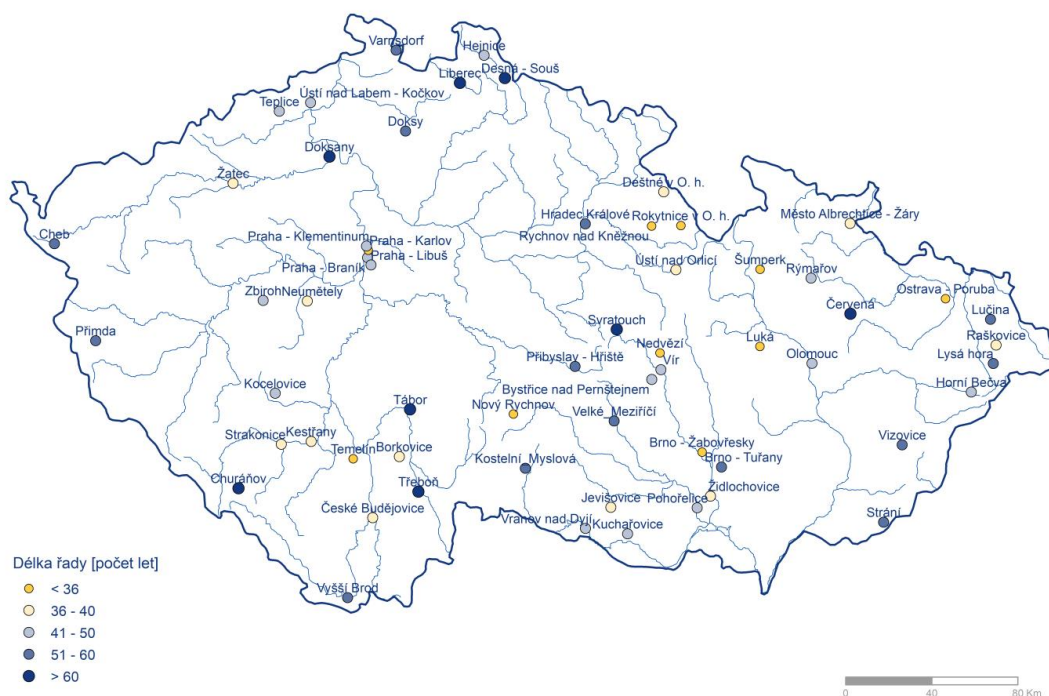 Varnsdorf
Hejnice
Liberec
Desná - Souš
Ústí nad Labem - Kočkov
Teplice
Doksy
Doksany
Žatec
Deštné v O. h.
Hradec Králové
Rokytnice v O. h.
Město Albrechtice - Žáry
Cheb
Praha - Klementinum
Praha - Karlov
Rychnov nad Kněžnou
Praha - Libuš
Praha - Braník
Ústí nad Orlicí
Šumperk
Rýmařov
Zbiroh
Neumětely
Ostrava - Poruba
Červená
Lučina
Svratouch
Přimda
Nedvězí
Luká
Raškovice
Přibyslav - Hřiště
Vír
Olomouc
Lysá hora
Kocelovice
Bystřice nad Pernštejnem
Horní Bečva
Tábor
Nový Rychnov
Velké Meziříčí
Strakonice
Kestřany
Temelín
Borkovice
Brno - Žabovřesky
Vizovice
Kostelní Myslová
Brno - Tuřany
Churáňov
Třeboň
Židlochovice
Jevišovice
Pohořelice
České Budějovice
Vranov nad Dyjí
Kuchařovice
Strání
Vyšší Brod
Délka řady [počet let]
< 36
36 - 40
41 - 50
51 - 60
> 60
0 40 80 Km